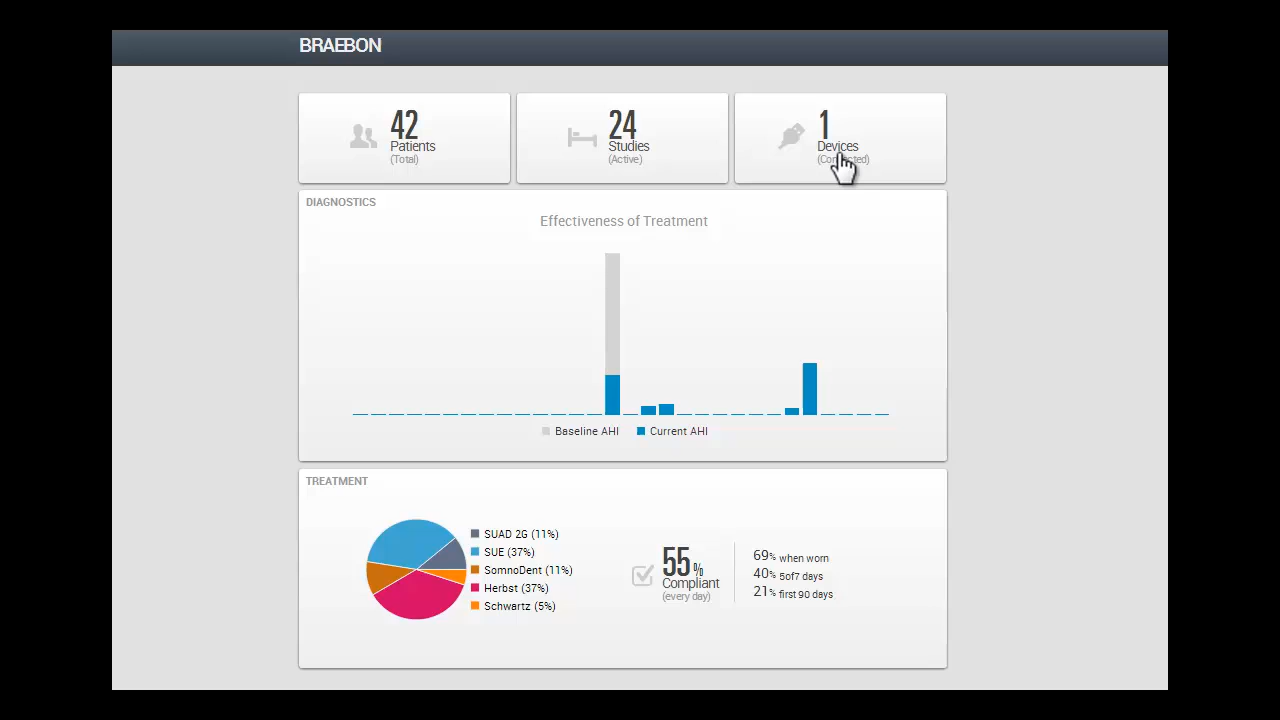 BRAEBON
42
Patients
(Total)
24
Studies
(Active)
1
Devices
DIAGNOSTICS
Effectiveness of Treatment
Baseline AHI
Current AHI
TREATMENT
SUAD 2G (11%)
SUE (37%)
SomnoDent (11%)
Herbst (37%)
Schwartz (5%)
55%
Compliant
(every day)
69% when worn
40% 5of7 days
21% first 90 days